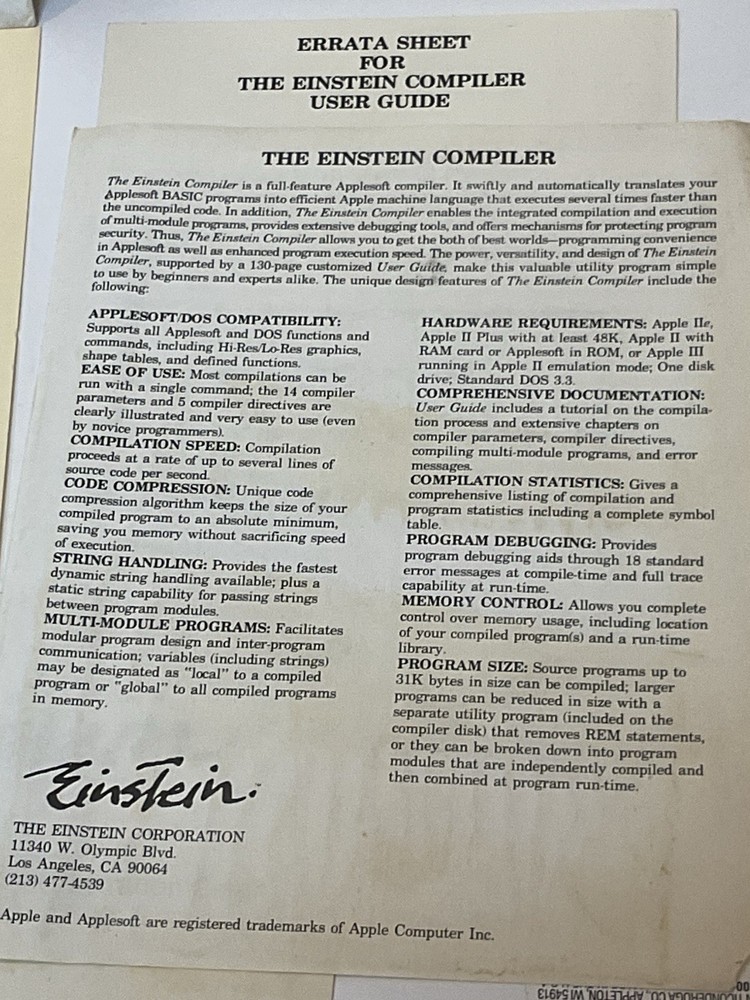 ERRATA SHEET
FOR
THE EINSTEIN COMPILER
USER GUIDE
THE EINSTEIN COMPILER
The Einstein Compiler is a full-feature Applesoft compiler. It swiftly and automatically translates your
Applesoft BASIC programs into efficient Apple machine language that executes several times faster than
the uncompiled code. In addition, The Einstein Compiler enables the integrated compilation and execution
of multi-module programs, provides extensive debugging tools, and offers mechanisms for protecting program
security. Thus, The Einstein Compiler allows you to get the both of best worlds—programming convenience
in Applesoft as well as enhanced program execution speed. The power, versatility, and design of The Einstein
Compiler, supported by a 130-page customized User Guide, make this valuable utility program simple
to use by beginners and experts alike. The unique design features of The Einstein Compiler include the
following:
APPLESOFT/DOS COMPATIBILITY:
Supports all Applesoft and DOS functions and
commands, including Hi-Res/Lo-Res graphics,
shape tables, and defined functions.
EASE OF USE: Most compilations can be
run with a single command; the 14 compiler
parameters and 5 compiler directives are
clearly illustrated and very easy to use (even
by novice programmers).
COMPILATION SPEED: Compilation
proceeds at a rate of up to several lines of
source code per second.
CODE COMPRESSION: Unique code
compression algorithm keeps the size of your
compiled program to an absolute minimum,
saving you memory without sacrificing speed
of execution.
STRING HANDLING: Provides the fastest
dynamic string handling available; plus a
static string capability for passing strings
between program modules.
MULTI-MODULE PROGRAMS: Facilitates
modular program design and inter-program
communication; variables (including strings)
may be designated as "local" to a compiled
program or "global" to all compiled programs
in memory.
HARDWARE REQUIREMENTS: Apple IIe,
Apple II Plus with at least 48K, Apple II with
RAM card or Applesoft in ROM, or Apple III
running in Apple II emulation mode; One disk
drive; Standard DOS 3.3.
COMPREHENSIVE DOCUMENTATION:
User Guide includes a tutorial on the compila-
tion process and extensive chapters on
compiler parameters, compiler directives,
compiling multi-module programs, and error
messages.
COMPILATION STATISTICS: Gives a
comprehensive listing of compilation and
program statistics including a complete symbol
table.
PROGRAM DEBUGGING: Provides
program debugging aids through 18 standard
error messages at compile-time and full trace
capability at run-time.
MEMORY CONTROL: Allows you complete
control over memory usage, including location
of your compiled program(s) and a run-time
library.
PROGRAM SIZE: Source programs up to
31K bytes in size can be compiled; larger
programs can be reduced in size with a
separate utility program (included on the
compiler disk) that removes REM statements,
or they can be broken down into program
modules that are independently compiled and
then combined at program run-time.
Einstein.™
THE EINSTEIN CORPORATION
11340 W. Olympic Blvd.
Los Angeles, CA 90064
(213) 477-4539
Apple and Applesoft are registered trademarks of Apple Computer Inc.
APPLETON, WI 54913